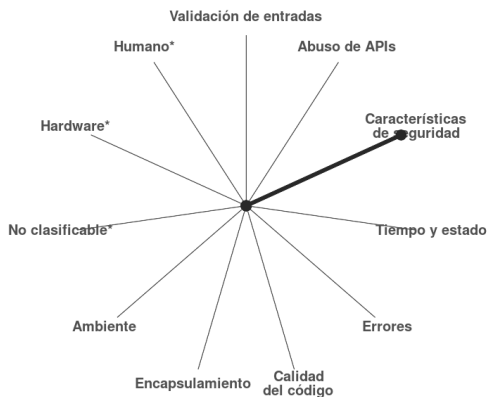 Validación de entradas
Humano*
Abuso de APIs
Características
de seguridad
Hardware*
No clasificable*
Tiempo y estado
Ambiente
Errores
Encapsulamiento
Calidad
del código